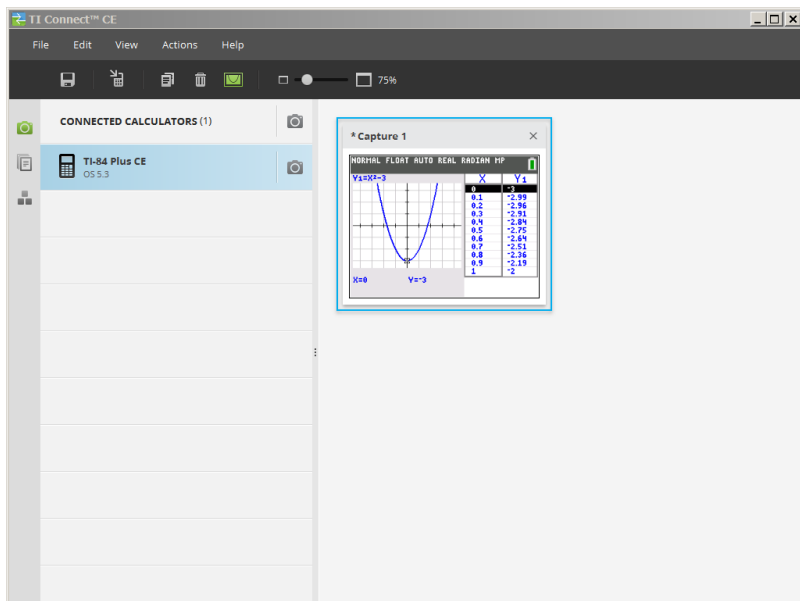 TI Connect™ CE
File Edit View Actions Help
75%
CONNECTED CALCULATORS (1)
TI-84 Plus CE
OS 5.3
*Capture 1
NORMAL FLOAT AUTO REAL RADIAN MP
Y1=X²-3
X Y1
0 -3
0.1 -2.99
0.2 -2.96
0.3 -2.91
0.4 -2.84
0.5 -2.75
0.6 -2.64
0.7 -2.51
0.8 -2.36
0.9 -2.19
1 -2
X=0 Y=-3